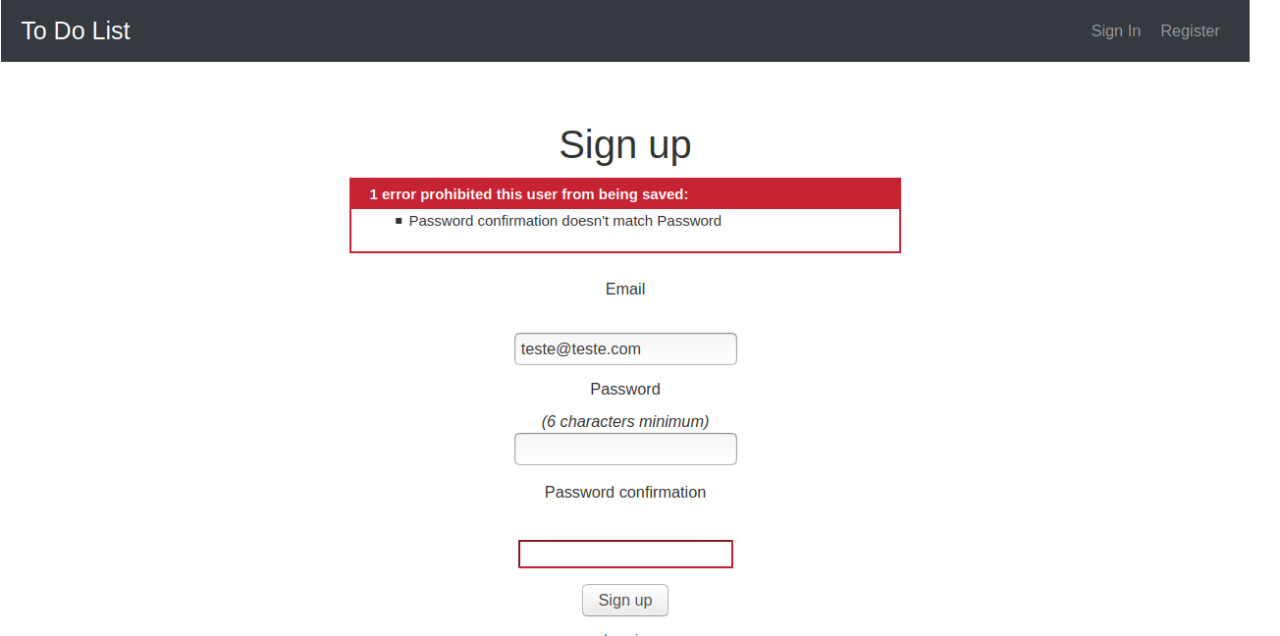 To Do List
Sign In Register
Sign up
1 error prohibited this user from being saved:
Password confirmation doesn't match Password
Email
teste@teste.com
Password
(6 characters minimum)
Password confirmation
Sign up